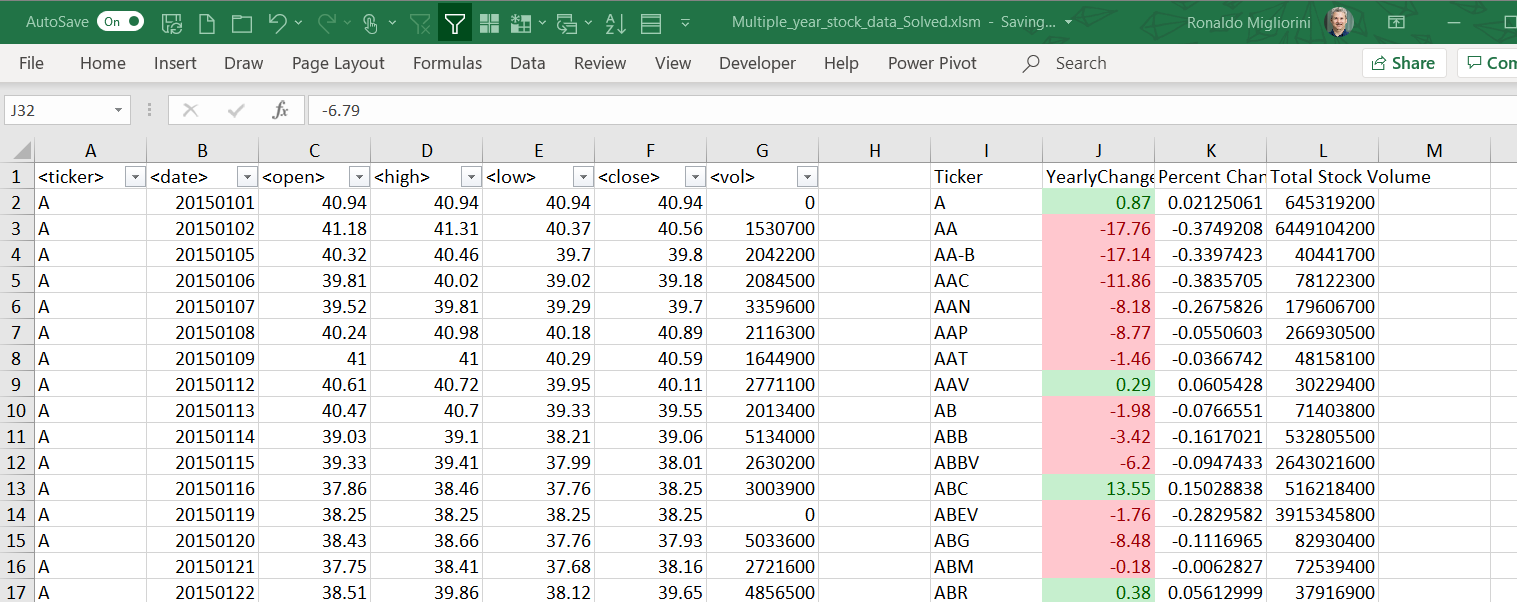 AutoSave On Multiple_year_stock_data_Solved.xlsm - Saving... Ronaldo Migliorini
File Home Insert Draw Page Layout Formulas Data Review View Developer Help Power Pivot Search Share Com
J32 fx -6.79
A B C D E F G H I J K L M
1 <ticker> <date> <open> <high> <low> <close> <vol> Ticker YearlyChange Percent Chan Total Stock Volume
2 A 20150101 40.94 40.94 40.94 40.94 0 A 0.87 0.02125061 645319200
3 A 20150102 41.18 41.31 40.37 40.56 1530700 AA -17.76 -0.3749208 6449104200
4 A 20150105 40.32 40.46 39.7 39.8 2042200 AA-B -17.14 -0.3397423 40441700
5 A 20150106 39.81 40.02 39.02 39.18 2084500 AAC -11.86 -0.3835705 78122300
6 A 20150107 39.52 39.81 39.29 39.7 3359600 AAN -8.18 -0.2675826 179606700
7 A 20150108 40.24 40.98 40.18 40.89 2116300 AAP -8.77 -0.0550603 266930500
8 A 20150109 41 41 40.29 40.59 1644900 AAT -1.46 -0.0366742 48158100
9 A 20150112 40.61 40.72 39.95 40.11 2771100 AAV 0.29 0.0605428 30229400
10 A 20150113 40.47 40.7 39.33 39.55 2013400 AB -1.98 -0.0766551 71403800
11 A 20150114 39.03 39.1 38.21 39.06 5134000 ABB -3.42 -0.1617021 532805500
12 A 20150115 39.33 39.41 37.99 38.01 2630200 ABBV -6.2 -0.0947433 2643021600
13 A 20150116 37.86 38.46 37.76 38.25 3003900 ABC 13.55 0.15028838 516218400
14 A 20150119 38.25 38.25 38.25 38.25 0 ABEV -1.76 -0.2829582 3915345800
15 A 20150120 38.43 38.66 37.76 37.93 5033600 ABG -8.48 -0.1116965 82930400
16 A 20150121 37.75 38.41 37.68 38.16 2721600 ABM -0.18 -0.0062827 72539400
17 A 20150122 38.51 39.86 38.12 39.65 4856500 ABR 0.38 0.05612999 37916900